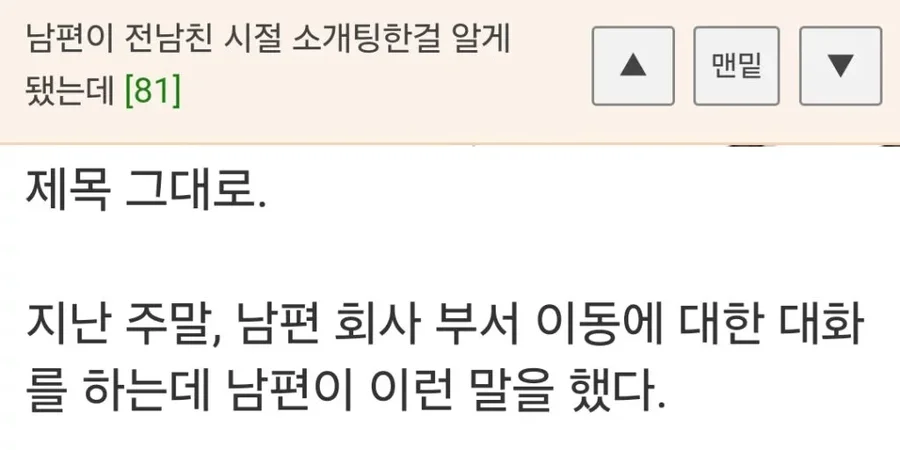 남편이 전남친 시절 소개팅한걸 알게
됐는데 [81]
▲
맨밑
▼
제목 그대로.
지난 주말, 남편 회사 부서 이동에 대한 대화
를 하는데 남편이 이런 말을 했다.